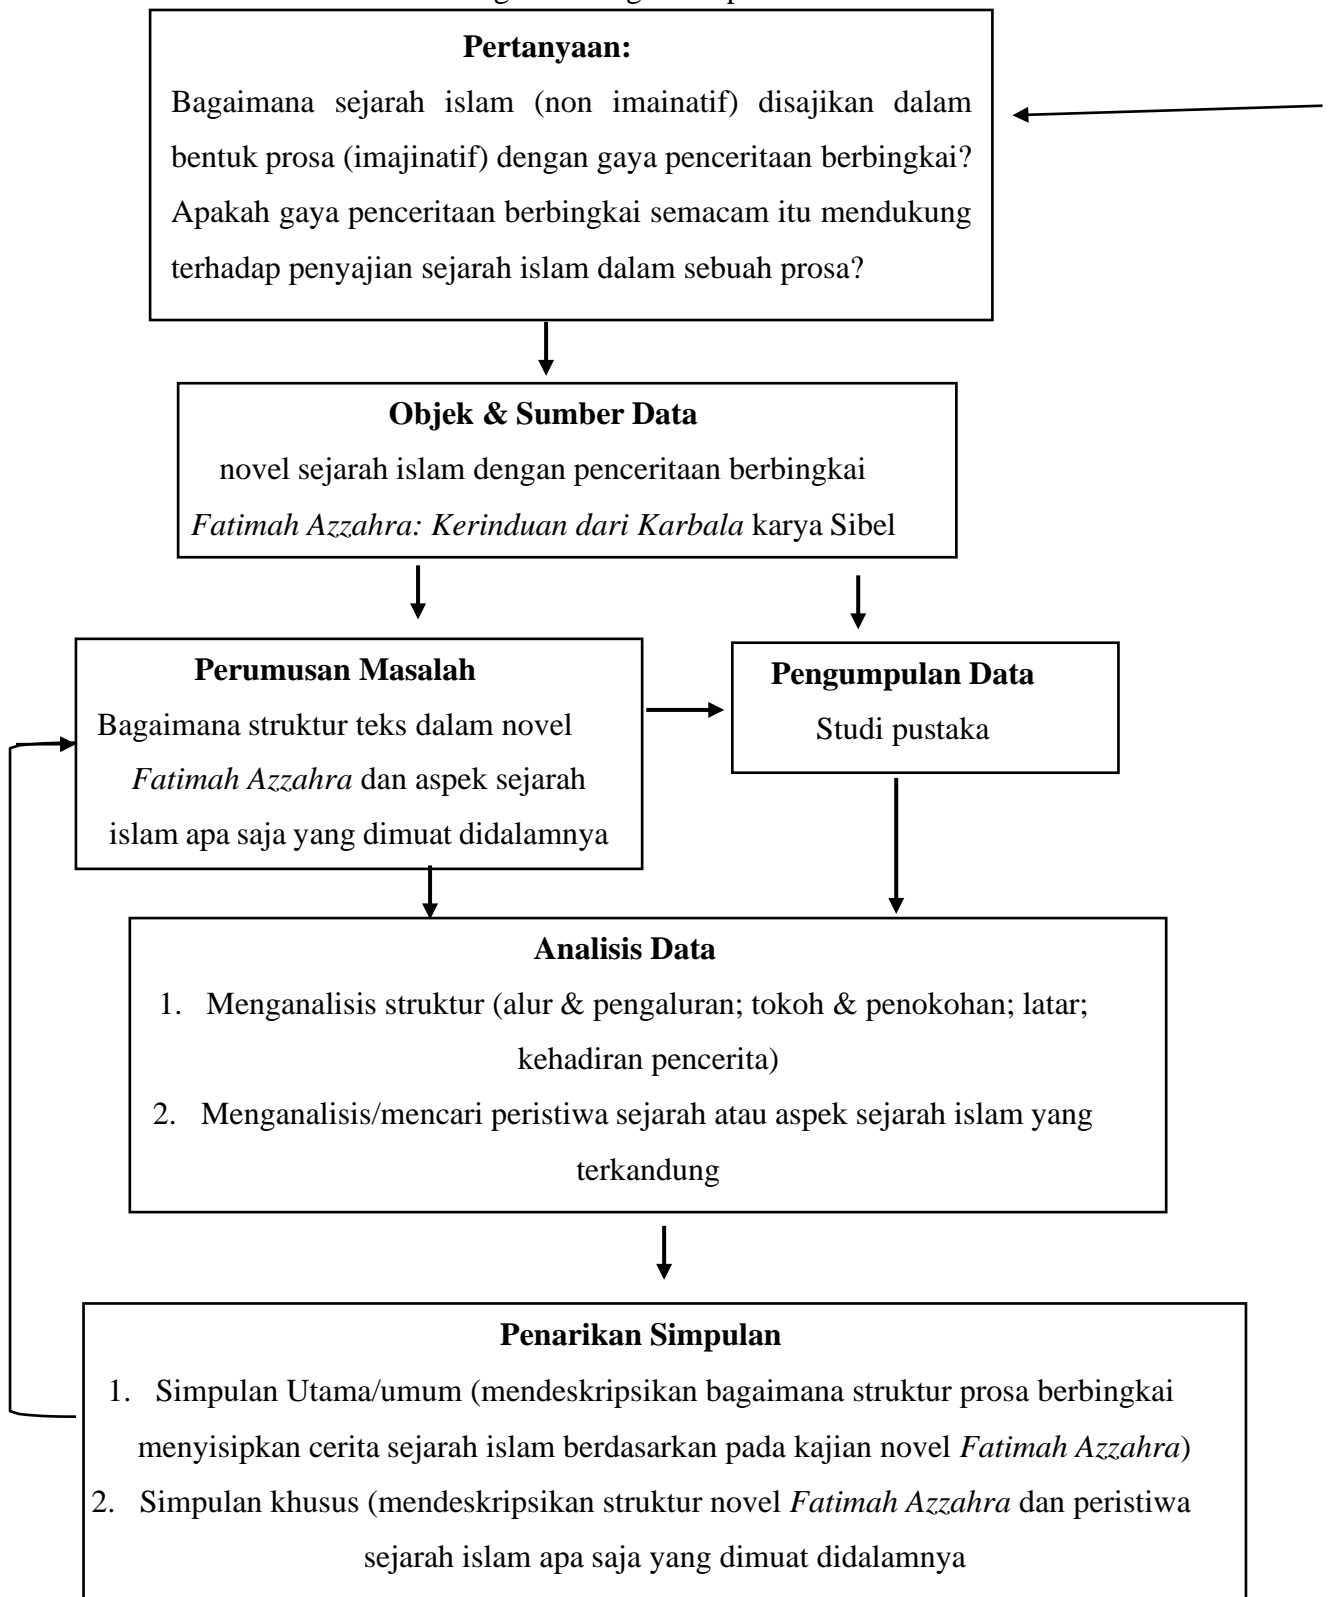 Pertanyaan:
Bagaimana sejarah islam (non imainatif) disajikan dalam
bentuk prosa (imajinatif) dengan gaya penceritaan berbingkai?
Apakah gaya penceritaan berbingkai semacam itu mendukung
terhadap penyajian sejarah islam dalam sebuah prosa?
Objek & Sumber Data
novel sejarah islam dengan penceritaan berbingkai
Fatimah Azzahra: Kerinduan dari Karbala karya Sibel
Perumusan Masalah
Bagaimana struktur teks dalam novel
Fatimah Azzahra dan aspek sejarah
islam apa saja yang dimuat didalamnya
Pengumpulan Data
Studi pustaka
Analisis Data
1. Menganalisis struktur (alur & pengaluran; tokoh & penokohan; latar;
kehadiran pencerita)
2. Menganalisis/mencari peristiwa sejarah atau aspek sejarah islam yang
terkandung
Penarikan Simpulan
1. Simpulan Utama/umum (mendeskripsikan bagaimana struktur prosa berbingkai
menyisipkan cerita sejarah islam berdasarkan pada kajian novel Fatimah Azzahra)
2. Simpulan khusus (mendeskripsikan struktur novel Fatimah Azzahra dan peristiwa
sejarah islam apa saja yang dimuat didalamnya